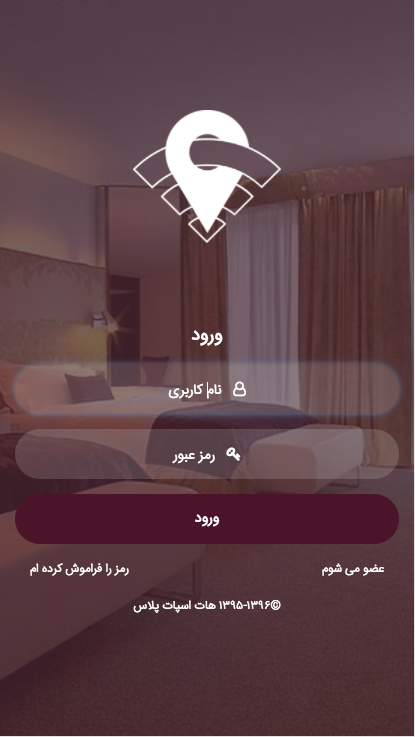 ورود
نام کاربری
رمز عبور
ورود
عضو می شوم
رمز را فراموش کرده ام
©۱۳۹۵-۱۳۹۶ هات اسپات پلاس